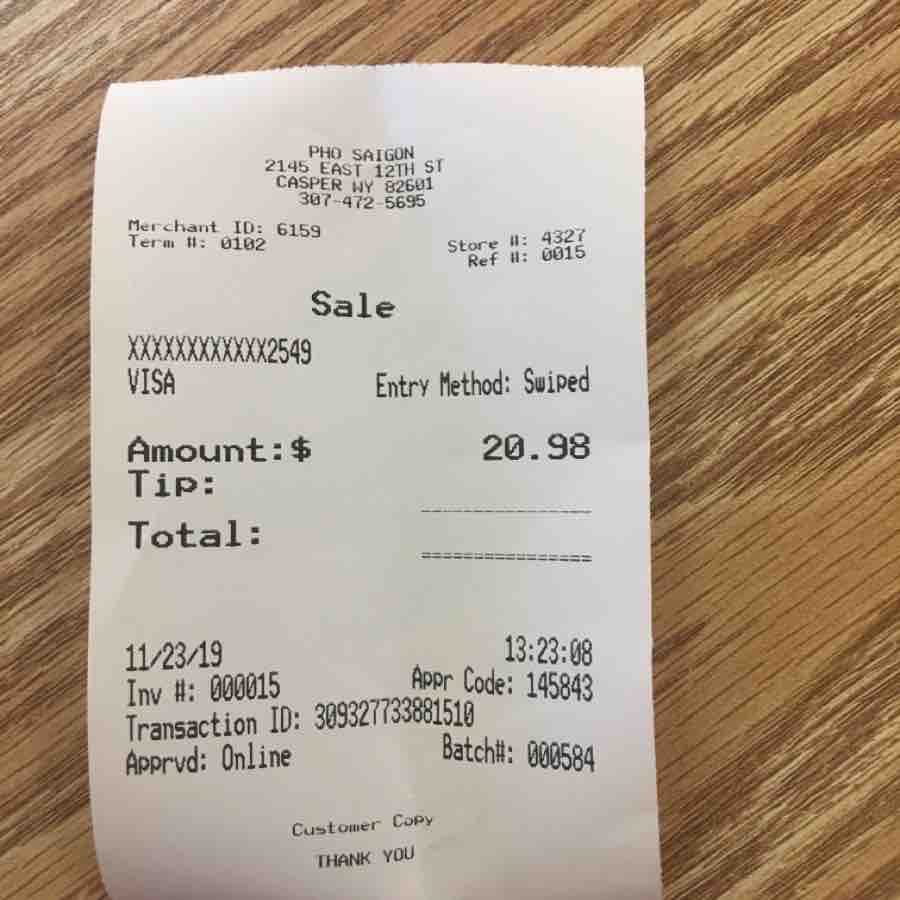 PHO SAIGON
2145 EAST 12TH ST
CASPER WY 82601
307-472-5695
Merchant ID: 6159
Term #: 0102
Store #: 4327
Ref #: 0015
Sale
XXXXXXXXXXXX2549
VISA Entry Method: Swiped
Amount:$ 20.98
Tip:
Total:
11/23/19 13:23:08
Inv #: 000015 Appr Code: 145843
Transaction ID: 309327733881510
Apprvd: Online Batch#: 000584
Customer Copy
THANK YOU